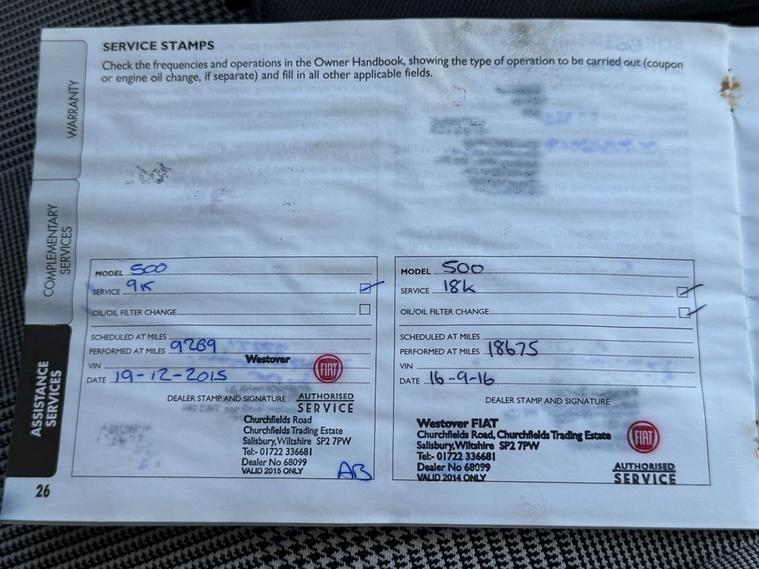 SERVICE STAMPS
Check the frequencies and operations in the Owner Handbook, showing the type of operation to be carried out (coupon
or engine oil change, if separate) and fill in all other applicable fields.
WARRANTY
COMPLEMENTARY
SERVICES
ASSISTANCE
SERVICES
MODEL 500
SERVICE 9K
OIL/OIL FILTER CHANGE
SCHEDULED AT MILES
PERFORMED AT MILES 9289
Westover
FIAT
VIN
DATE 19-12-2015
DEALER STAMP AND SIGNATURE
AUTHORISED
SERVICE
Churchfields Road
Churchfields Trading Estate
Salisbury, Wiltshire SP2 7PW
Tel:- 01722 336681
Dealer No 68099
VALID 2015 ONLY
AB
MODEL 500
SERVICE 18K
OIL/OIL FILTER CHANGE
SCHEDULED AT MILES
PERFORMED AT MILES 18675
VIN
DATE 16-9-16
DEALER STAMP AND SIGNATURE
Westover FIAT
Churchfields Road, Churchfields Trading Estate
Salisbury, Wiltshire SP2 7PW
Tel:- 01722 336681
Dealer No 68099
VALID 2014 ONLY
FIAT
AUTHORISED
SERVICE
26